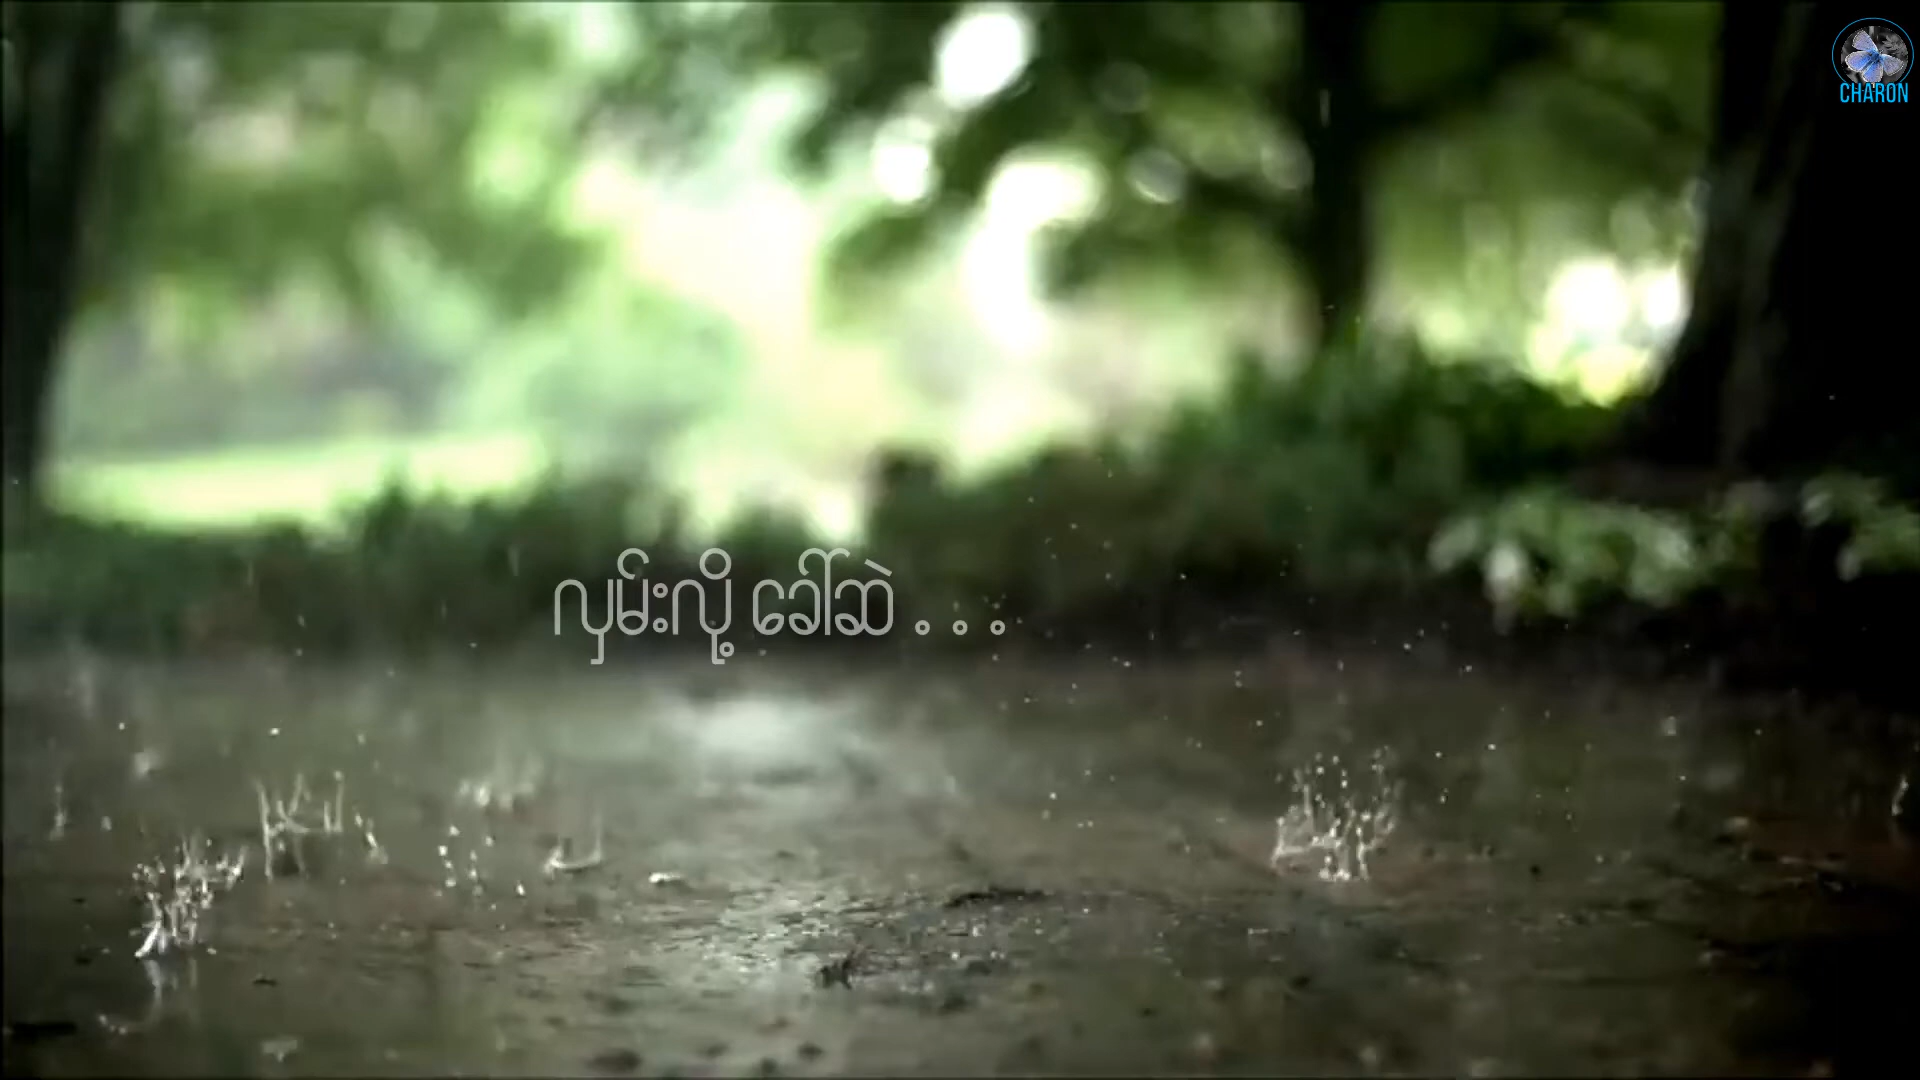 CHARON
လှမ်းလို့ ခေါ်ဆဲ . . .